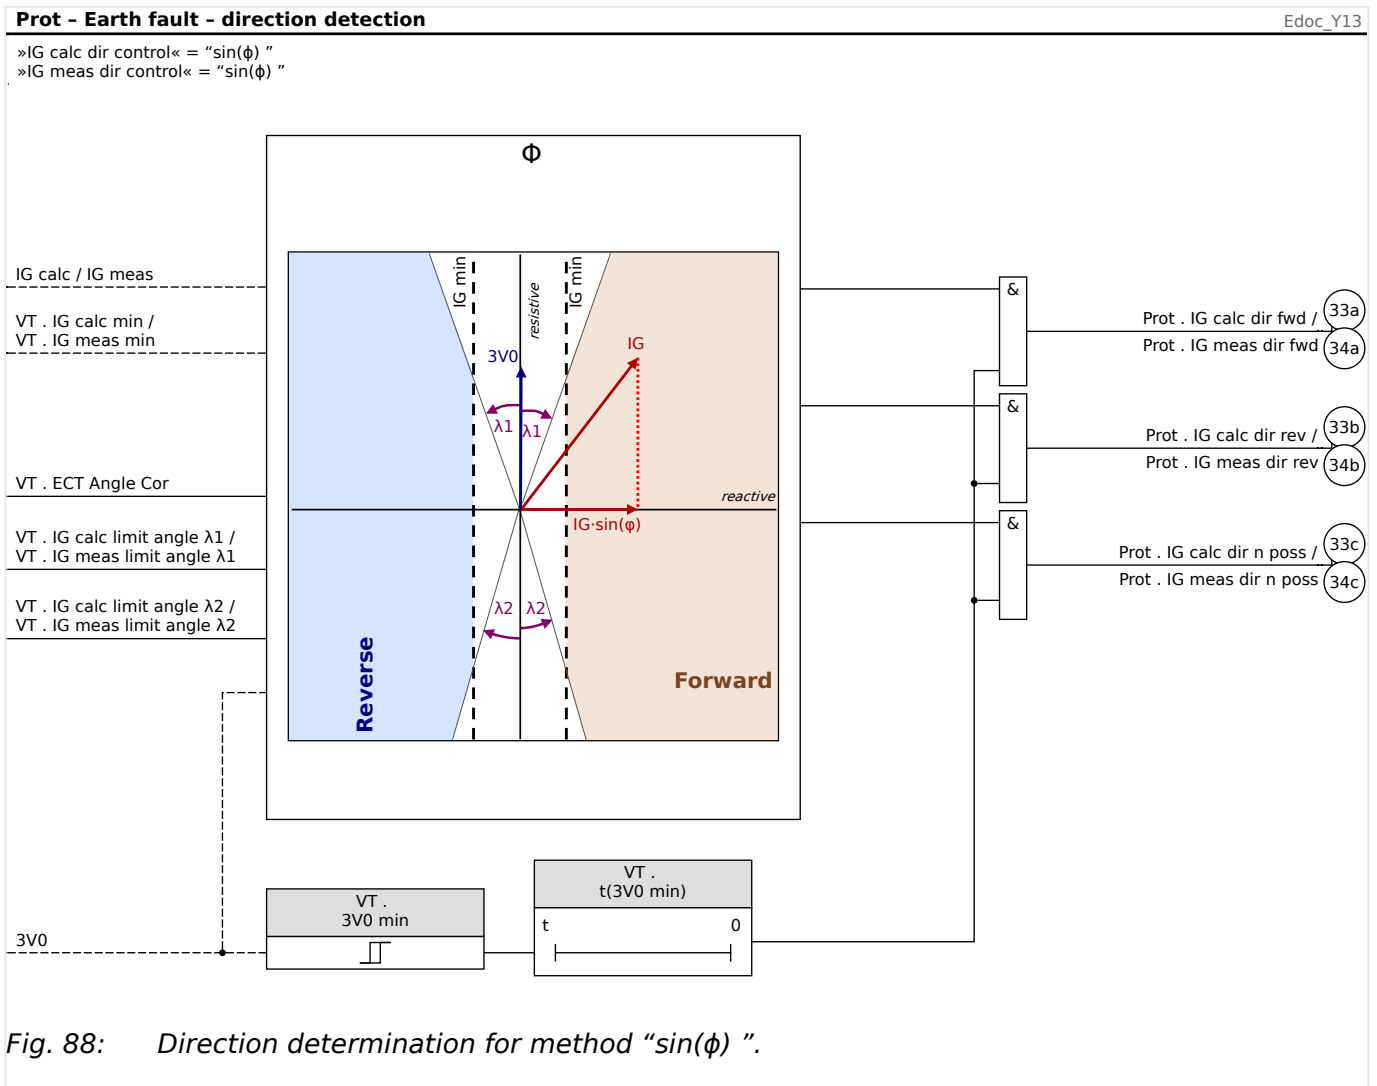 Prot – Earth fault – direction detection
Edoc_Y13
»IG calc dir control« = “sin(ϕ) ”
»IG meas dir control« = “sin(ϕ) ”
Φ
IG calc / IG meas
VT . IG calc min /
VT . IG meas min
VT . ECT Angle Cor
VT . IG calc limit angle λ1 /
VT . IG meas limit angle λ1
VT . IG calc limit angle λ2 /
VT . IG meas limit angle λ2
3V0
IG min
resistive
IG min
3V0
IG
λ1
λ1
reactive
IG·sin(φ)
λ2
λ2
Reverse
Forward
&
Prot . IG calc dir fwd /
33a
Prot . IG meas dir fwd
34a
&
Prot . IG calc dir rev /
33b
Prot . IG meas dir rev
34b
&
Prot . IG calc dir n poss /
33c
Prot . IG meas dir n poss
34c
VT .
3V0 min
VT .
t(3V0 min)
t
0
Fig. 88: Direction determination for method “sin(ϕ) ”.